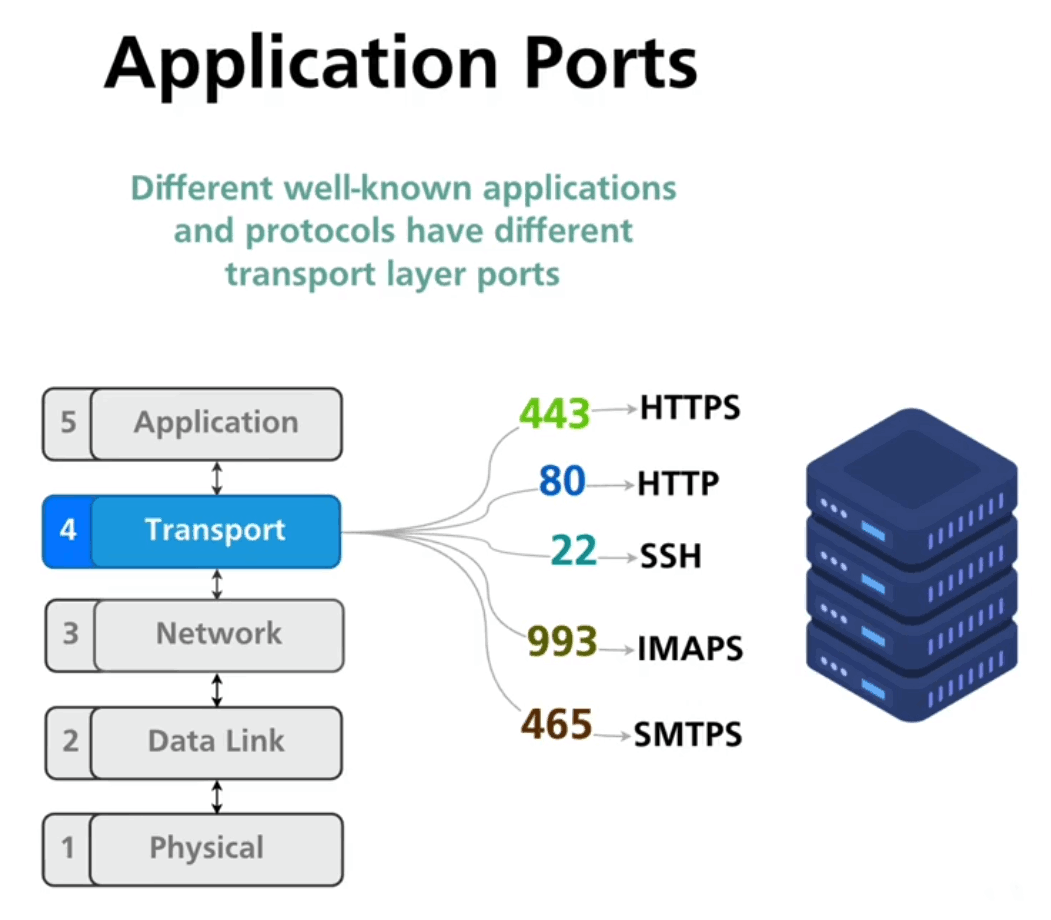 Application Ports
Different well-known applications
and protocols have different
transport layer ports
5 Application
4 Transport
3 Network
2 Data Link
1 Physical
443 HTTPS
80 HTTP
22 SSH
993 IMAPS
465 SMTPS